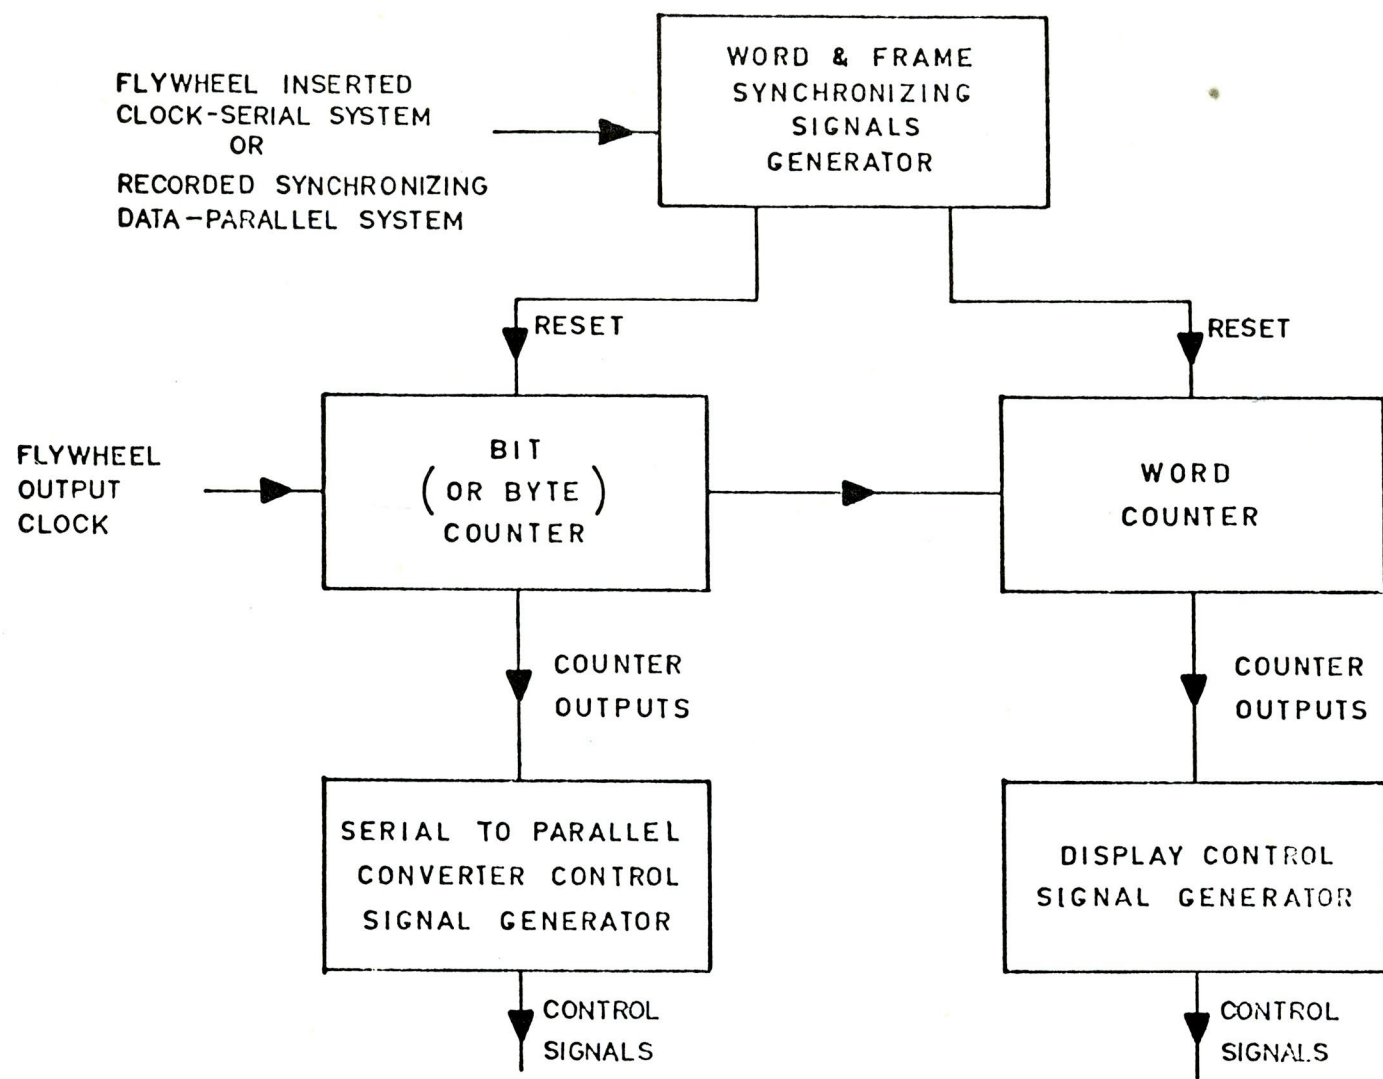 WORD & FRAME
SYNCHRONIZING
SIGNALS
GENERATOR
FLYWHEEL INSERTED
CLOCK-SERIAL SYSTEM
OR
RECORDED SYNCHRONIZING
DATA-PARALLEL SYSTEM
RESET
RESET
FLYWHEEL
OUTPUT
CLOCK
BIT
(OR BYTE)
COUNTER
WORD
COUNTER
COUNTER
OUTPUTS
COUNTER
OUTPUTS
SERIAL TO PARALLEL
CONVERTER CONTROL
SIGNAL GENERATOR
DISPLAY CONTROL
SIGNAL GENERATOR
CONTROL
SIGNALS
CONTROL
SIGNALS